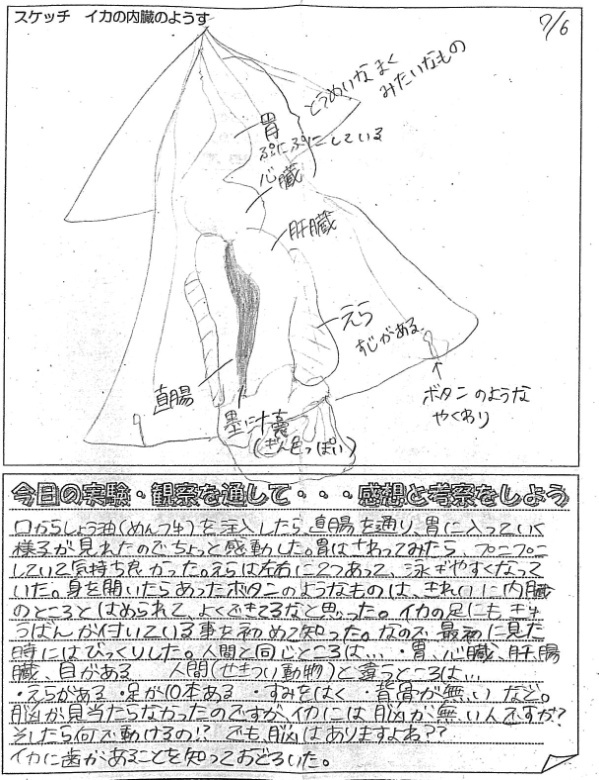 スケッチ　イカの内臓のようす
7/6
とうめいなまく
みたいなもの
胃
ぷにぷにしている
心臓
肝臓
えら
すじがある
直腸
墨汁嚢
(ぎん色っぽい)
ボタンのような
やくわり
今日の実験・観察を通して・・・感想と考察をしよう
口からしょう油(めんつゆ)を注入したら、直腸を通り、胃に入っていく
様子が見れたのでちょっと感動した。胃はさわってみたら、プニプニ
していて気持ち良かった。えらは左右に2つあって、泳ぎやすくなって
いた。身を開いたらあったボタンのようなものは、きれいに内臓
のところとはめられて、よくできてるなと思った。イカの足にもきゅ
うばんが付いている事を初めて知った。なので最初に見た
時にはびっくりした。人間と同じところは…・胃、心臓、肝臓
臓、目がある　人間(せきつい動物)と違うところは…
・えらがある ・足が10本ある ・すみをはく ・背骨が無い など。
脳が見当たらなかったのですが、イカには脳が無いんですか?
そしたら何で動けるの!? でも脳はありますよね??
イカに歯があることを知っておどろいた。